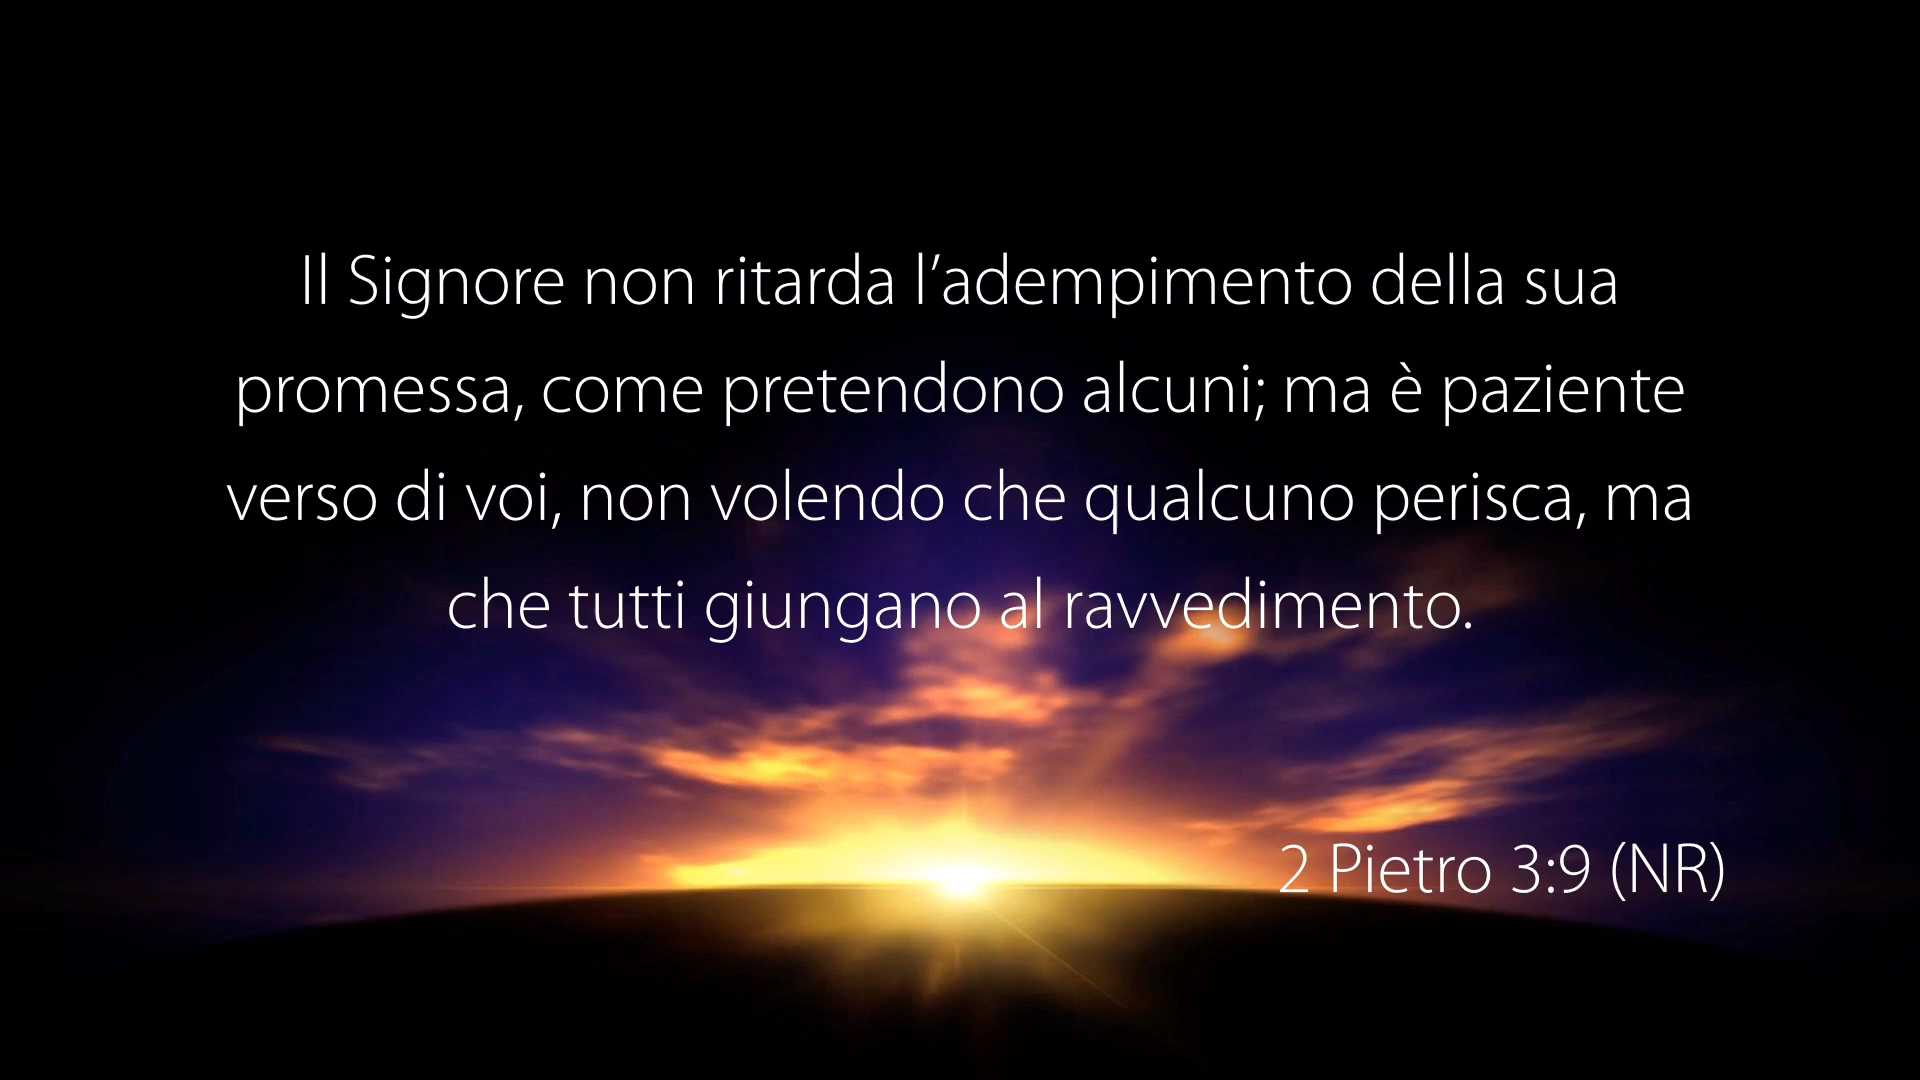 Il Signore non ritarda l’adempimento della sua
promessa, come pretendono alcuni; ma è paziente
verso di voi, non volendo che qualcuno perisca, ma
che tutti giungano al ravvedimento.
2 Pietro 3:9 (NR)